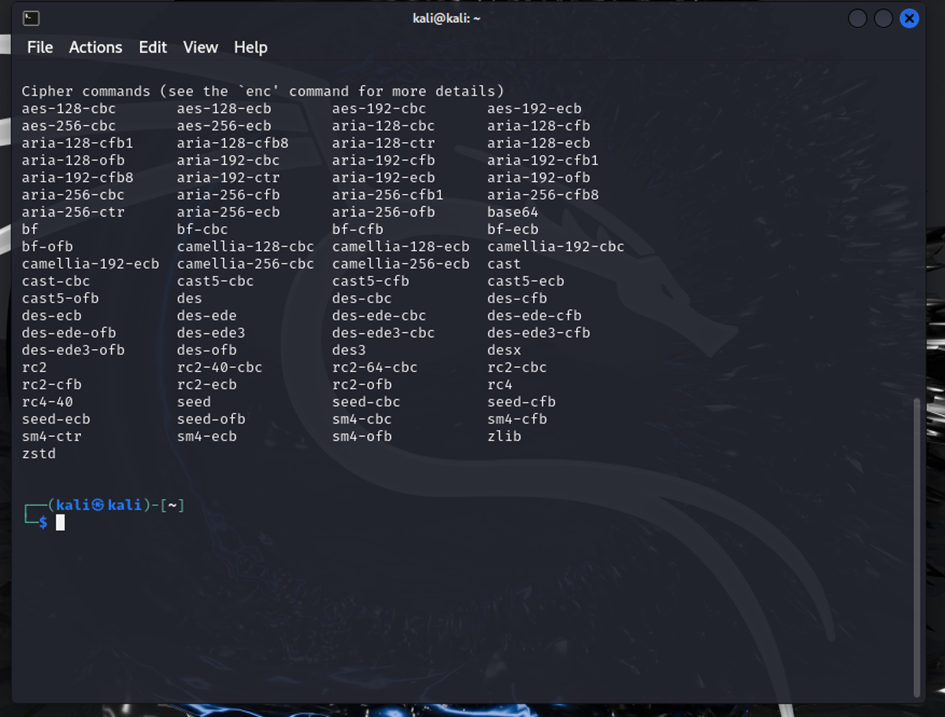 kali@kali: ~
File Actions Edit View Help
Cipher commands (see the `enc' command for more details)
aes-128-cbc aes-128-ecb aes-192-cbc aes-192-ecb
aes-256-cbc aes-256-ecb aria-128-cbc aria-128-cfb
aria-128-cfb1 aria-128-cfb8 aria-128-ctr aria-128-ecb
aria-128-ofb aria-192-cbc aria-192-cfb aria-192-cfb1
aria-192-cfb8 aria-192-ctr aria-192-ecb aria-192-ofb
aria-256-cbc aria-256-cfb aria-256-cfb1 aria-256-cfb8
aria-256-ctr aria-256-ecb aria-256-ofb base64
bf bf-cbc bf-cfb bf-ecb
bf-ofb camellia-128-cbc camellia-128-ecb camellia-192-cbc
camellia-192-ecb camellia-256-cbc camellia-256-ecb cast
cast-cbc cast5-cbc cast5-cfb cast5-ecb
cast5-ofb des des-cbc des-cfb
des-ecb des-ede des-ede-cbc des-ede-cfb
des-ede-ofb des-ede3 des-ede3-cbc des-ede3-cfb
des-ede3-ofb des-ofb des3 desx
rc2 rc2-40-cbc rc2-64-cbc rc2-cbc
rc2-cfb rc2-ecb rc2-ofb rc4
rc4-40 seed seed-cbc seed-cfb
seed-ecb seed-ofb sm4-cbc sm4-cfb
sm4-ctr sm4-ecb sm4-ofb zlib
zstd
┌──(kali㉿kali)-[~]
└─$